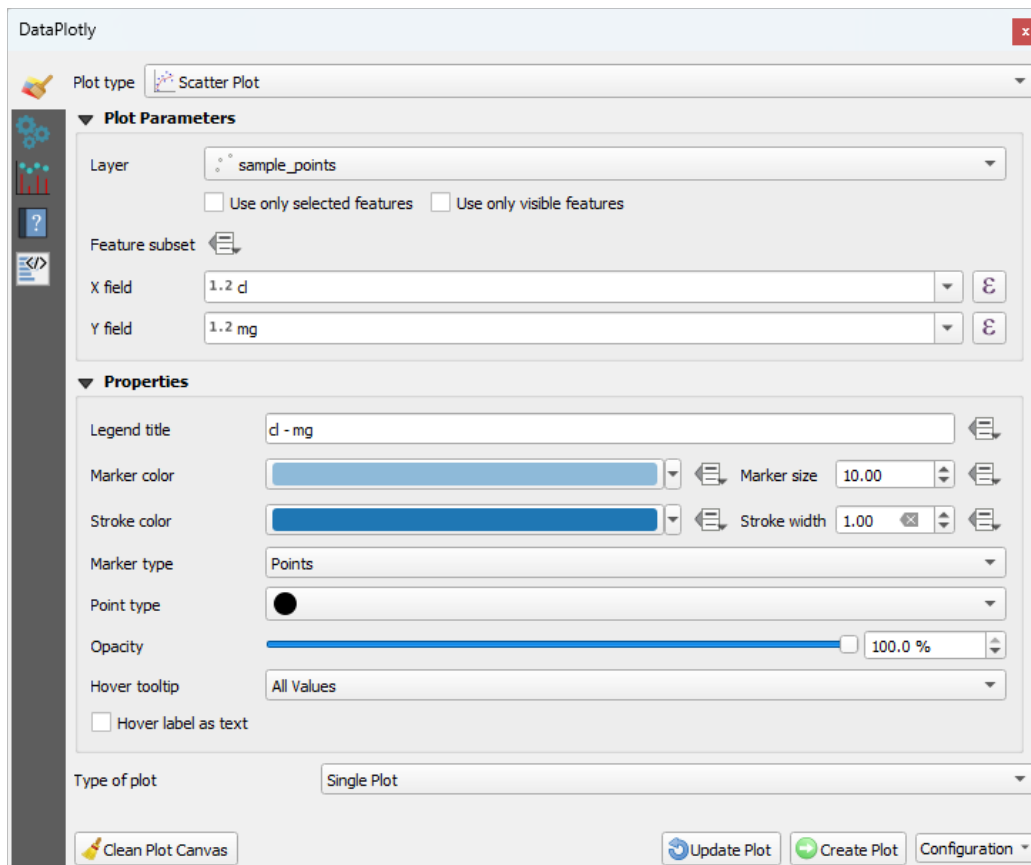 DataPlotly
x
Plot type Scatter Plot
Plot Parameters
Layer sample_points
Use only selected features Use only visible features
Feature subset
X field 1.2 cl ε
Y field 1.2 mg ε
Properties
Legend title cl - mg
Marker color Marker size 10.00
Stroke color Stroke width 1.00
Marker type Points
Point type
Opacity 100.0 %
Hover tooltip All Values
Hover label as text
Type of plot Single Plot
Clean Plot Canvas Update Plot Create Plot Configuration